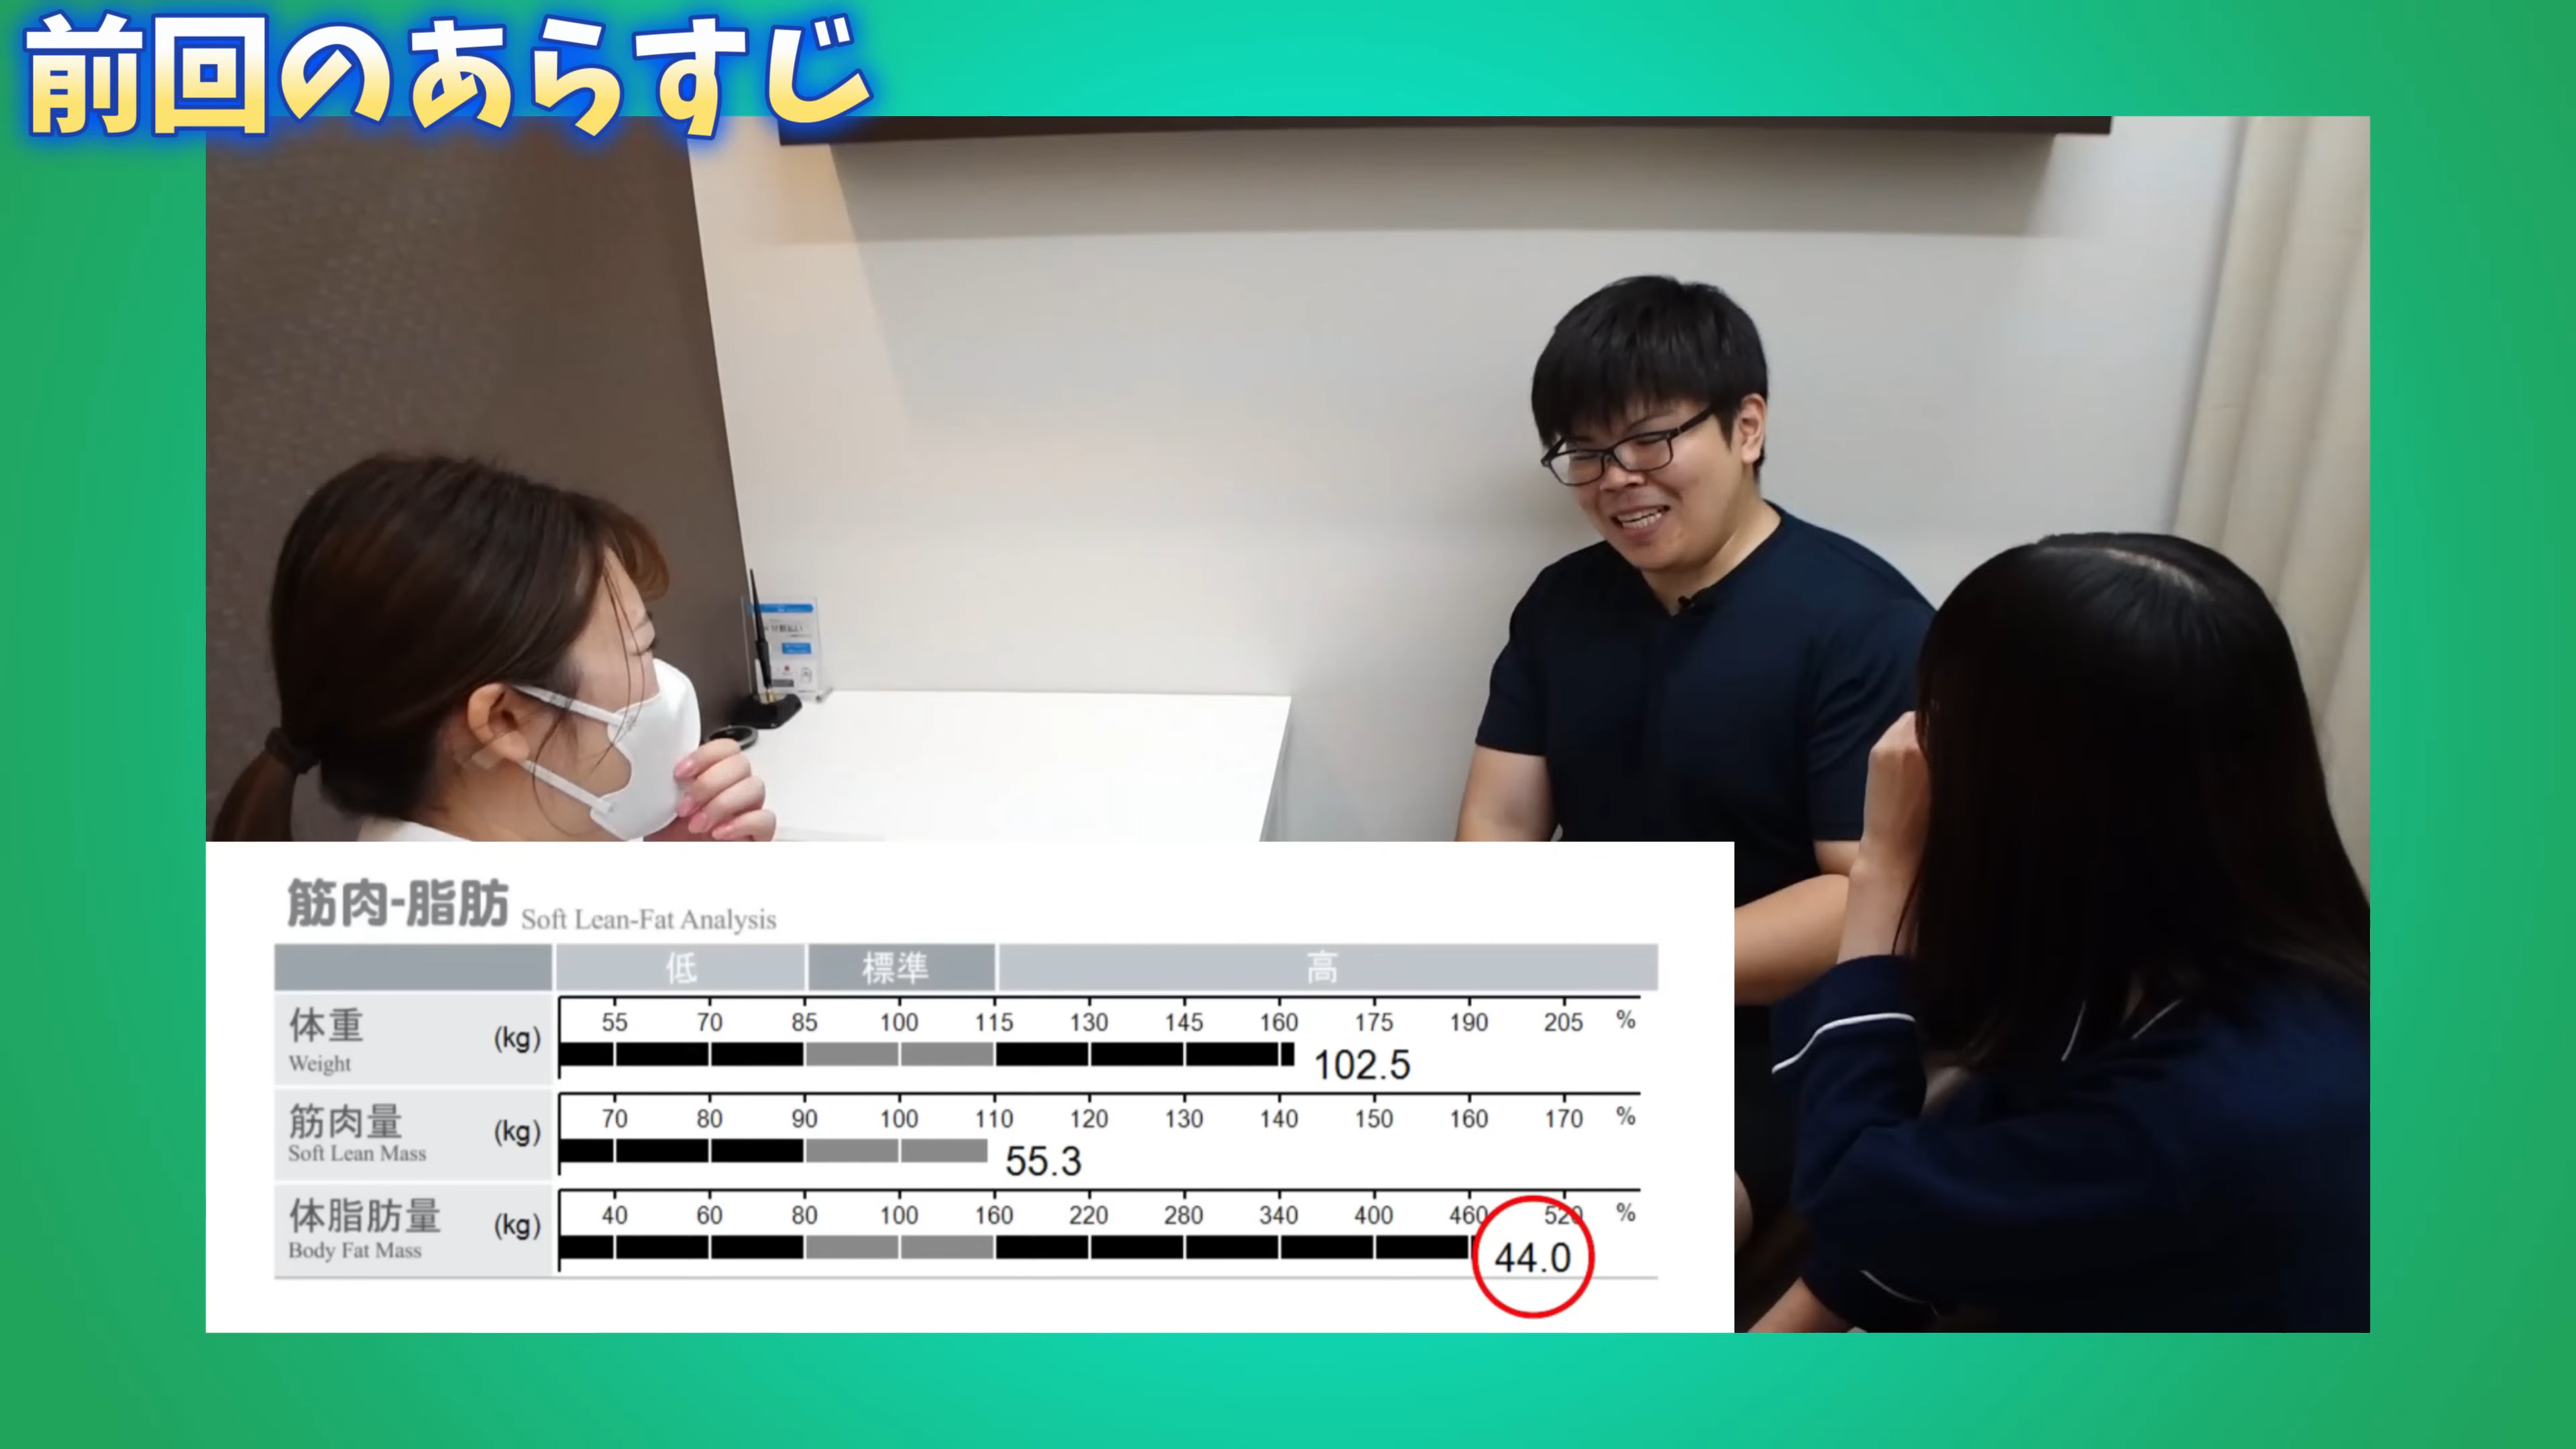 前回のあらすじ
筋肉-脂肪 Soft Lean-Fat Analysis
低 標準 高
体重 (kg) 55 70 85 100 115 130 145 160 175 190 205 %
Weight 102.5
筋肉量 (kg) 70 80 90 100 110 120 130 140 150 160 170 %
Soft Lean Mass 55.3
体脂肪量 (kg) 40 60 80 100 160 220 280 340 400 460 520 %
Body Fat Mass 44.0